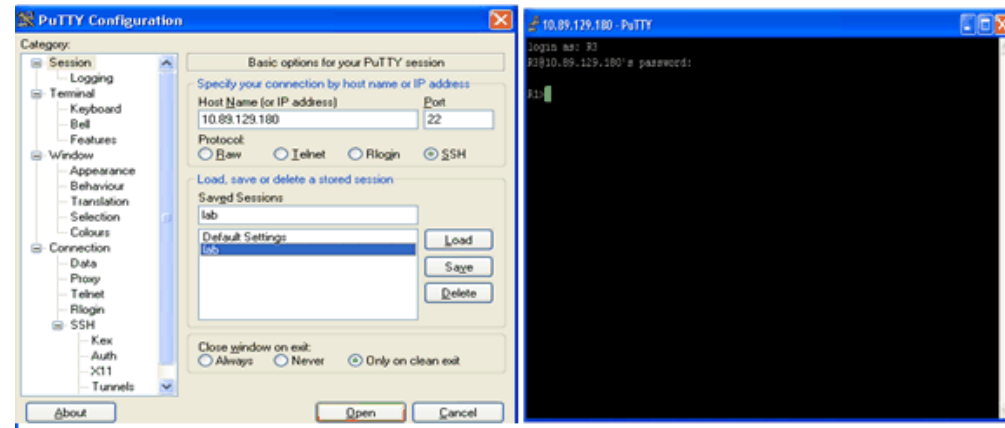 PuTTY Configuration
Category:
Session
Logging
Terminal
Keyboard
Bell
Features
Window
Appearance
Behaviour
Translation
Selection
Colours
Connection
Data
Proxy
Telnet
Rlogin
SSH
Kex
Auth
X11
Tunnels
Basic options for your PuTTY session
Specify your connection by host name or IP address
Host Name (or IP address) Port
10.89.129.180 22
Protocol:
Raw Telnet Rlogin SSH
Load, save or delete a stored session
Saved Sessions
lab
Default Settings
lab
Load
Save
Delete
Close window on exit:
Always Never Only on clean exit
About Open Cancel
10.89.129.180 - PuTTY
login as: R3
R3@10.89.129.180's password:
R1>